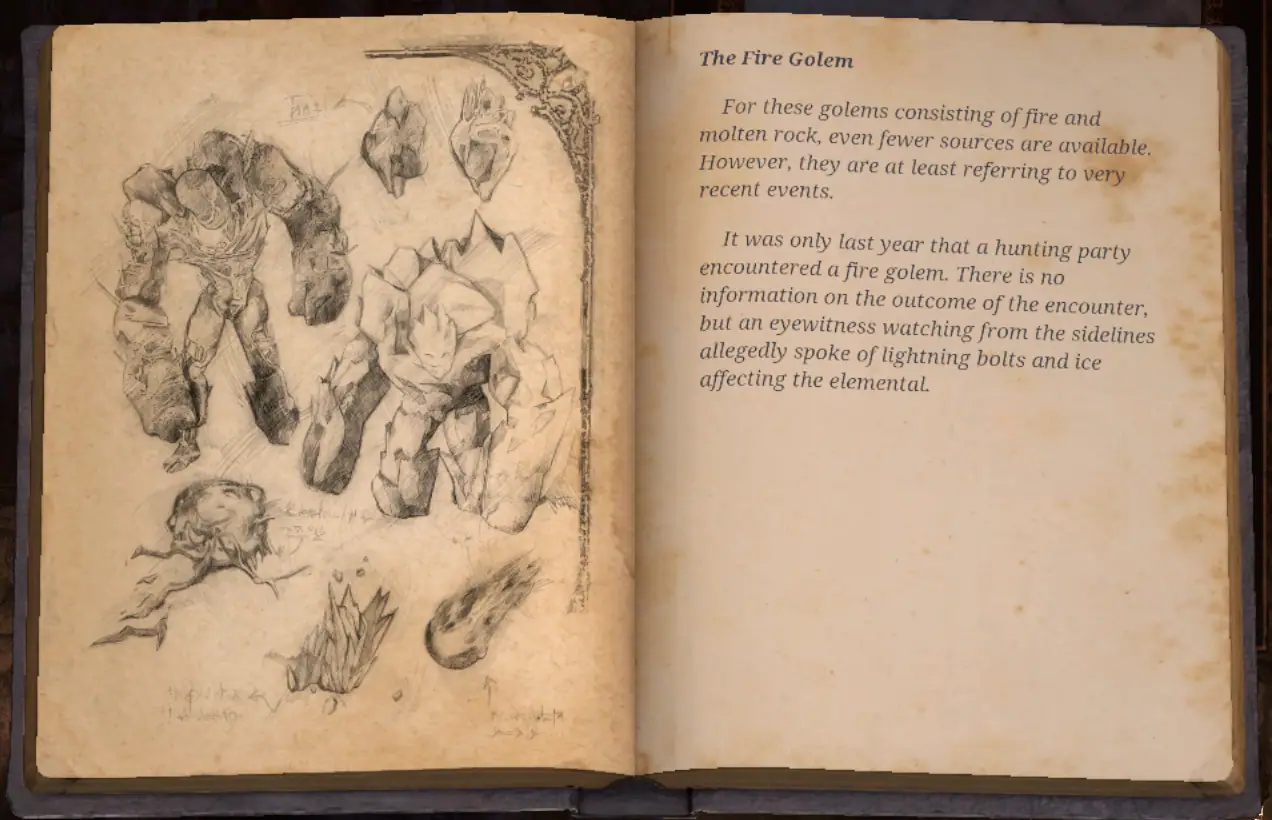 The Fire Golem
For these golems consisting of fire and
molten rock, even fewer sources are available.
However, they are at least referring to very
recent events.
It was only last year that a hunting party
encountered a fire golem. There is no
information on the outcome of the encounter,
but an eyewitness watching from the sidelines
allegedly spoke of lightning bolts and ice
affecting the elemental.